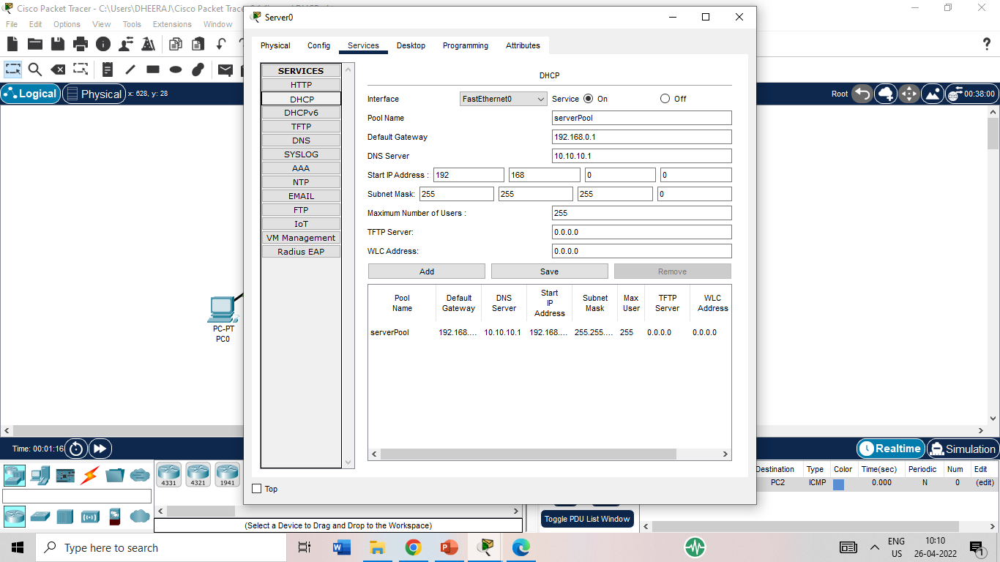 Cisco Packet Tracer - C:\Users\DHEERAJ\Cisco Packet Trace
File Edit Options View Tools Extensions Window
Logical Physical x: 628, y: 28
Root 00:38:00
PC-PT
PC0
Server0
Physical Config Services Desktop Programming Attributes
SERVICES
HTTP
DHCP
DHCPv6
TFTP
DNS
SYSLOG
AAA
NTP
EMAIL
FTP
IoT
VM Management
Radius EAP
DHCP
Interface FastEthernet0 Service On Off
Pool Name serverPool
Default Gateway 192.168.0.1
DNS Server 10.10.10.1
Start IP Address : 192 168 0 0
Subnet Mask: 255 255 255 0
Maximum Number of Users : 255
TFTP Server: 0.0.0.0
WLC Address: 0.0.0.0
Add Save Remove
Pool Name Default Gateway DNS Server Start IP Address Subnet Mask Max User TFTP Server WLC Address
serverPool 192.168.... 10.10.10.1 192.168.... 255.255.... 255 0.0.0.0 0.0.0.0
Top
Time: 00:01:16
Realtime Simulation
4331 4321 1941
(Select a Device to Drag and Drop to the Workspace)
Toggle PDU List Window
Destination Type Color Time(sec) Periodic Num Edit
PC2 ICMP 0.000 N 0 (edit)
Type here to search
ENG
US
10:10
26-04-2022
1